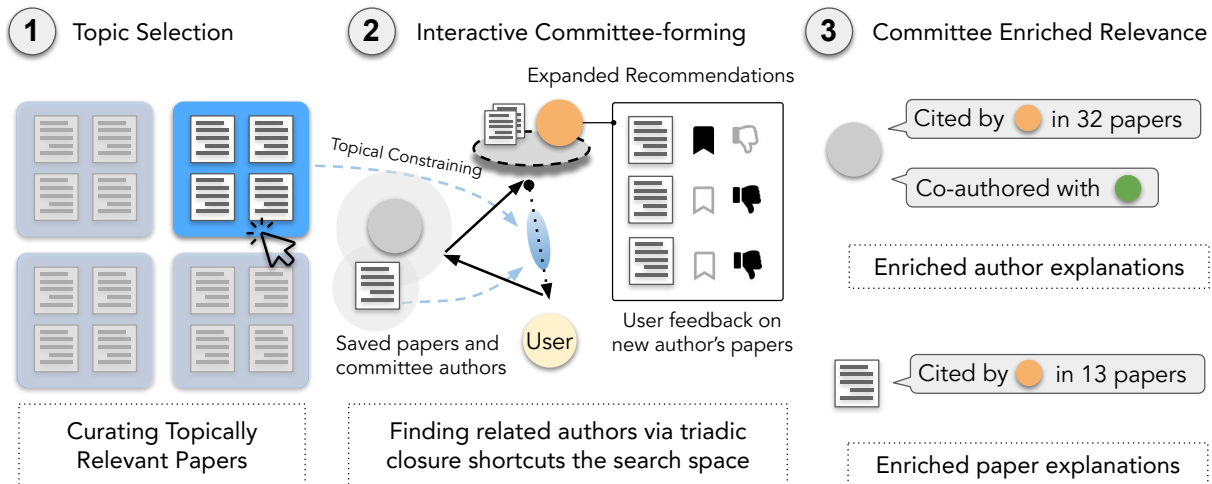 1 Topic Selection
Curating Topically
Relevant Papers
2 Interactive Committee-forming
Expanded Recommendations
Topical Constraining
User
Saved papers and
committee authors
User feedback on
new author's papers
Finding related authors via triadic
closure shortcuts the search space
3 Committee Enriched Relevance
Cited by in 32 papers
Co-authored with
Enriched author explanations
Cited by in 13 papers
Enriched paper explanations